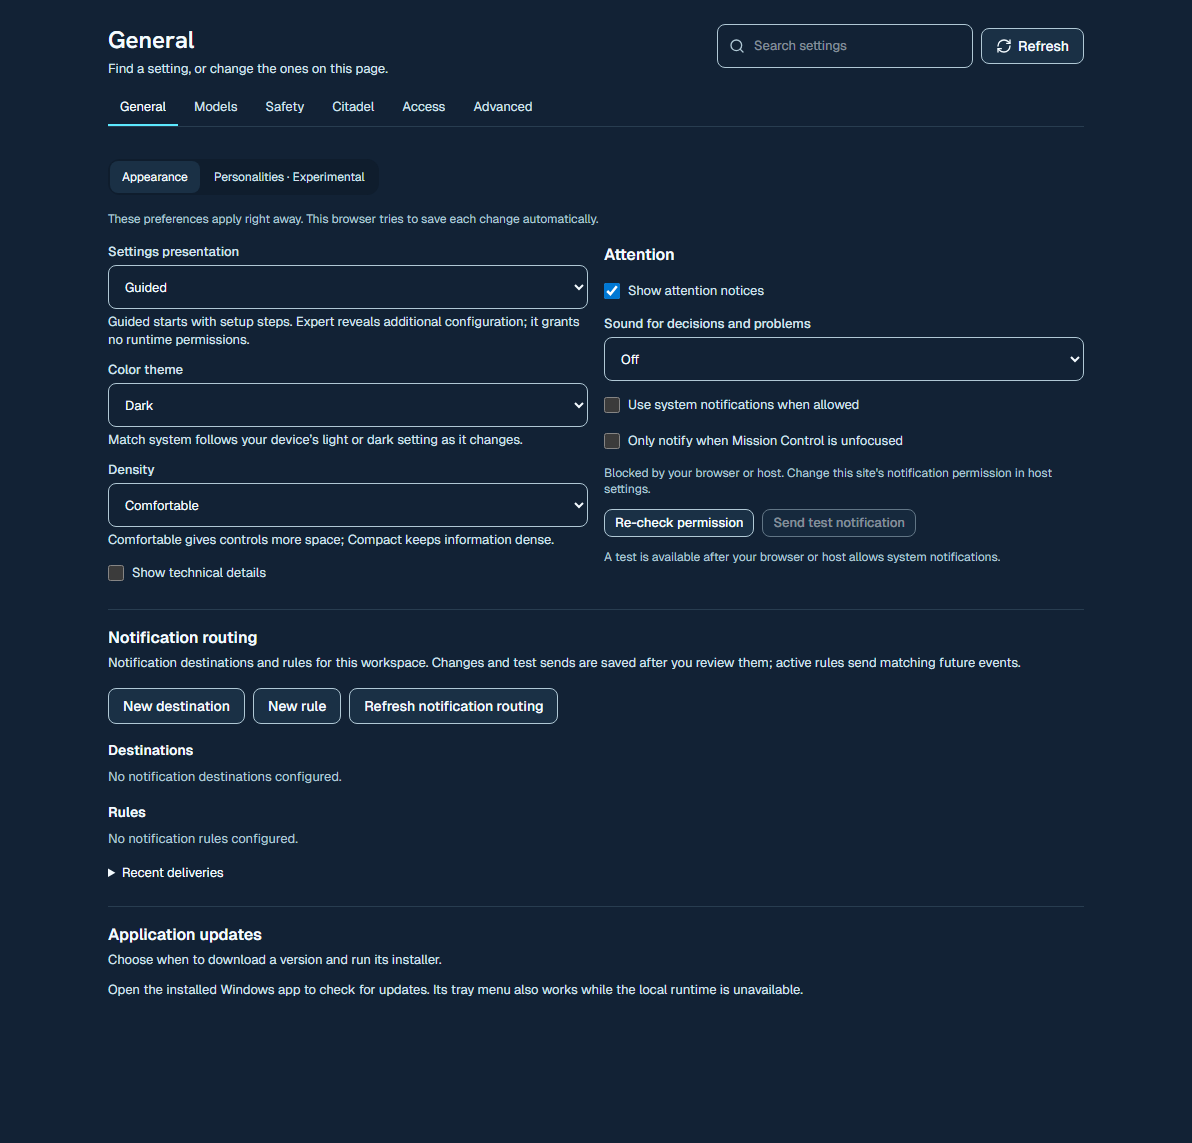 General
Find a setting, or change the ones on this page.
Search settings
Refresh
General
Models
Safety
Citadel
Access
Advanced
Appearance
Personalities · Experimental
These preferences apply right away. This browser tries to save each change automatically.
Settings presentation
Guided
Guided starts with setup steps. Expert reveals additional configuration; it grants
no runtime permissions.
Color theme
Dark
Match system follows your device's light or dark setting as it changes.
Density
Comfortable
Comfortable gives controls more space; Compact keeps information dense.
Show technical details
Attention
Show attention notices
Sound for decisions and problems
Off
Use system notifications when allowed
Only notify when Mission Control is unfocused
Blocked by your browser or host. Change this site's notification permission in host
settings.
Re-check permission
Send test notification
A test is available after your browser or host allows system notifications.
Notification routing
Notification destinations and rules for this workspace. Changes and test sends are saved after you review them; active rules send matching future events.
New destination
New rule
Refresh notification routing
Destinations
No notification destinations configured.
Rules
No notification rules configured.
Recent deliveries
Application updates
Choose when to download a version and run its installer.
Open the installed Windows app to check for updates. Its tray menu also works while the local runtime is unavailable.